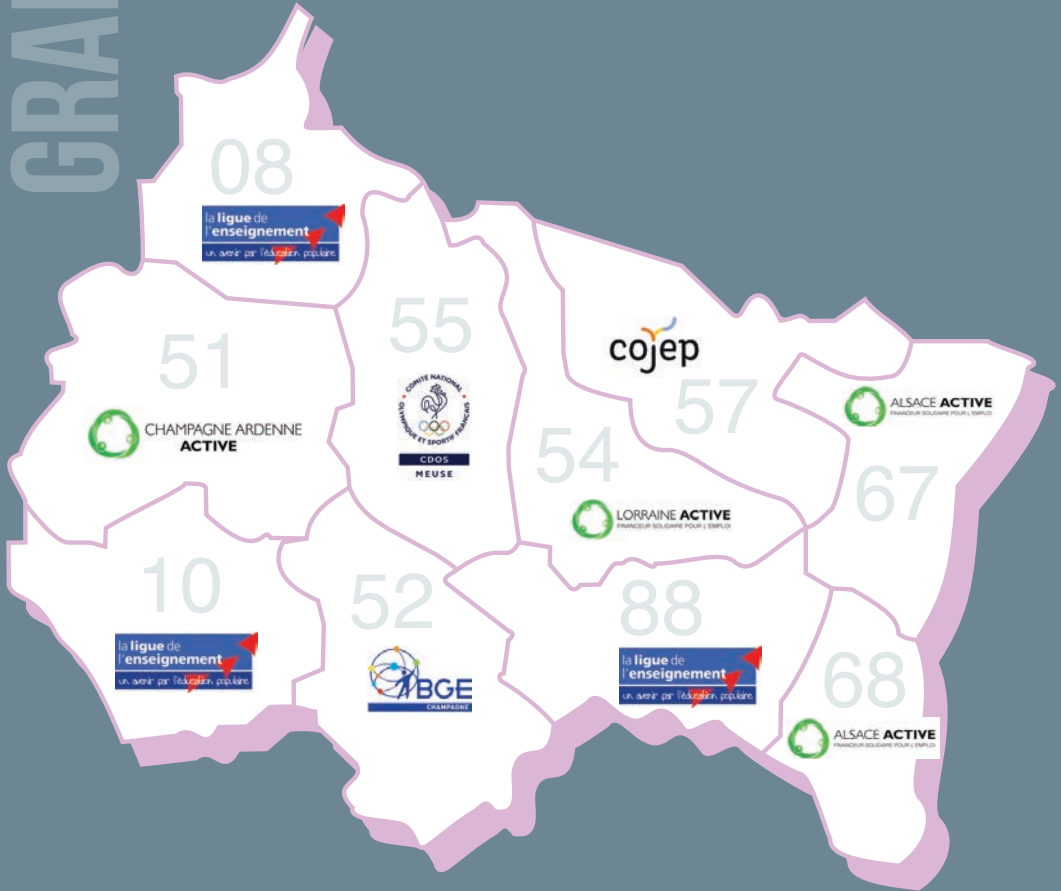 GRAN
08
la ligue de
l'enseignement
un avenir par l'éducation populaire
51
CHAMPAGNE ARDENNE
ACTIVE
55
COMITÉ NATIONAL
OLYMPIQUE ET SPORTIF FRANÇAIS
CDOS
MEUSE
cojep
57
54
LORRAINE ACTIVE
FINANCEUR SOLIDAIRE POUR L'EMPLOI
ALSACE ACTIVE
FINANCEUR SOLIDAIRE POUR L'EMPLOI
67
10
la ligue de
l'enseignement
un avenir par l'éducation populaire
52
BGE
CHAMPAGNE
88
la ligue de
l'enseignement
un avenir par l'éducation populaire
68
ALSACE ACTIVE
FINANCEUR SOLIDAIRE POUR L'EMPLOI